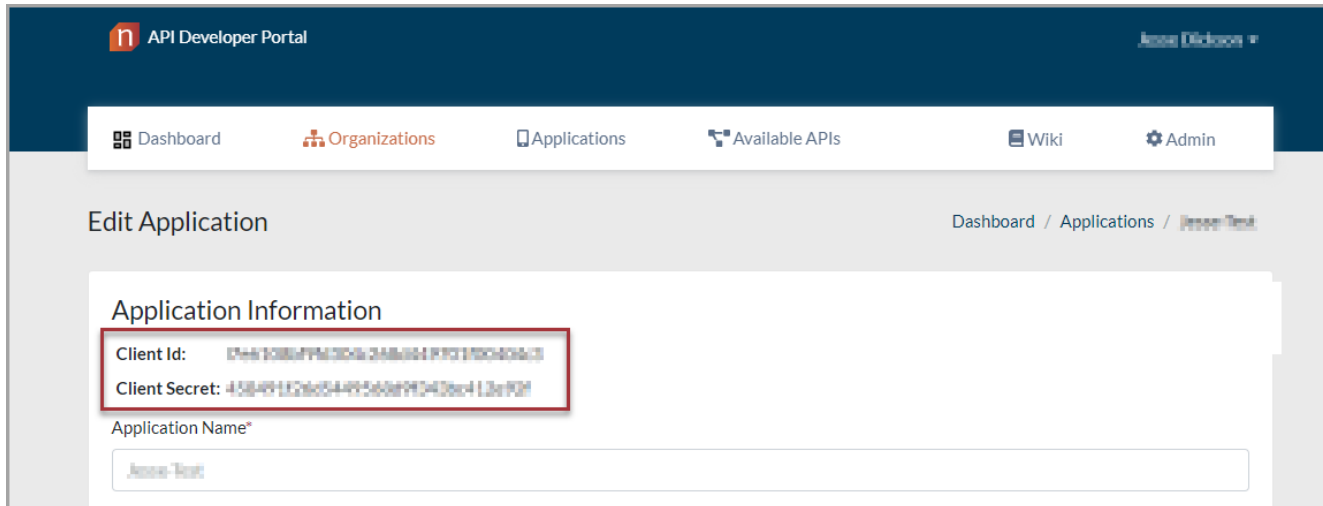 n API Developer Portal
Dashboard Organizations Applications Available APIs Wiki Admin
Edit Application Dashboard / Applications /
Application Information
Client Id:
Client Secret:
Application Name*